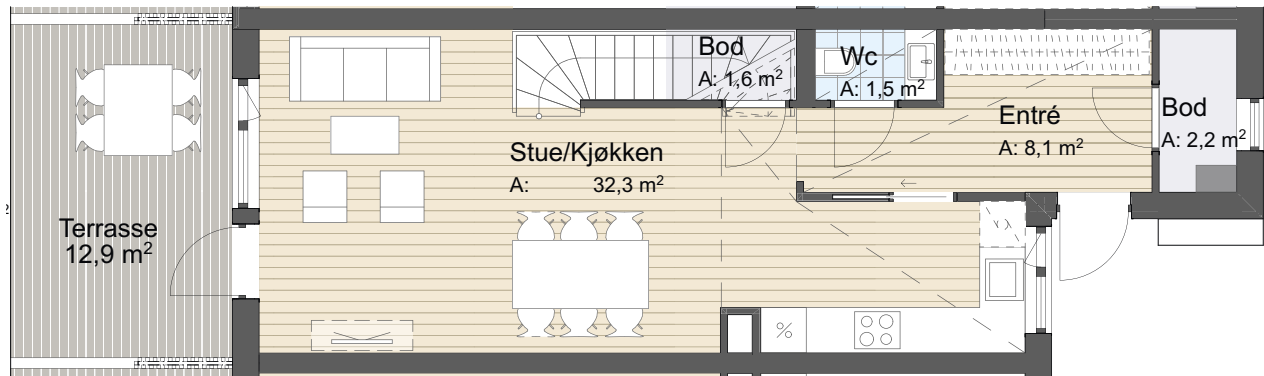 Bod
A: 1,6 m²
Wc
A: 1,5 m²
Entré
A: 8,1 m²
Bod
A: 2,2 m²
Stue/Kjøkken
A: 32,3 m²
Terrasse
12,9 m²
%